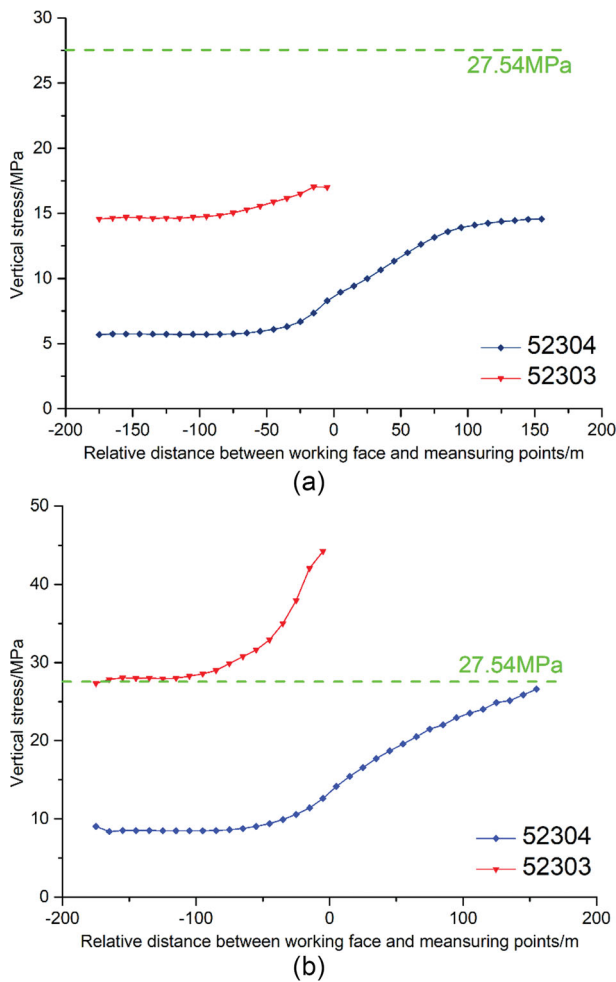 30
27.54MPa
25
20
15
10
5
0
Vertical stress/MPa
52304
52303
-200 -150 -100 -50 0 50 100 150 200
Relative distance between working face and meansuring points/m
(a)
50
40
30
27.54MPa
20
10
0
Vertical stress/MPa
52304
52303
-200 -100 0 100 200
Relative distance between working face and meansuring points/m
(b)